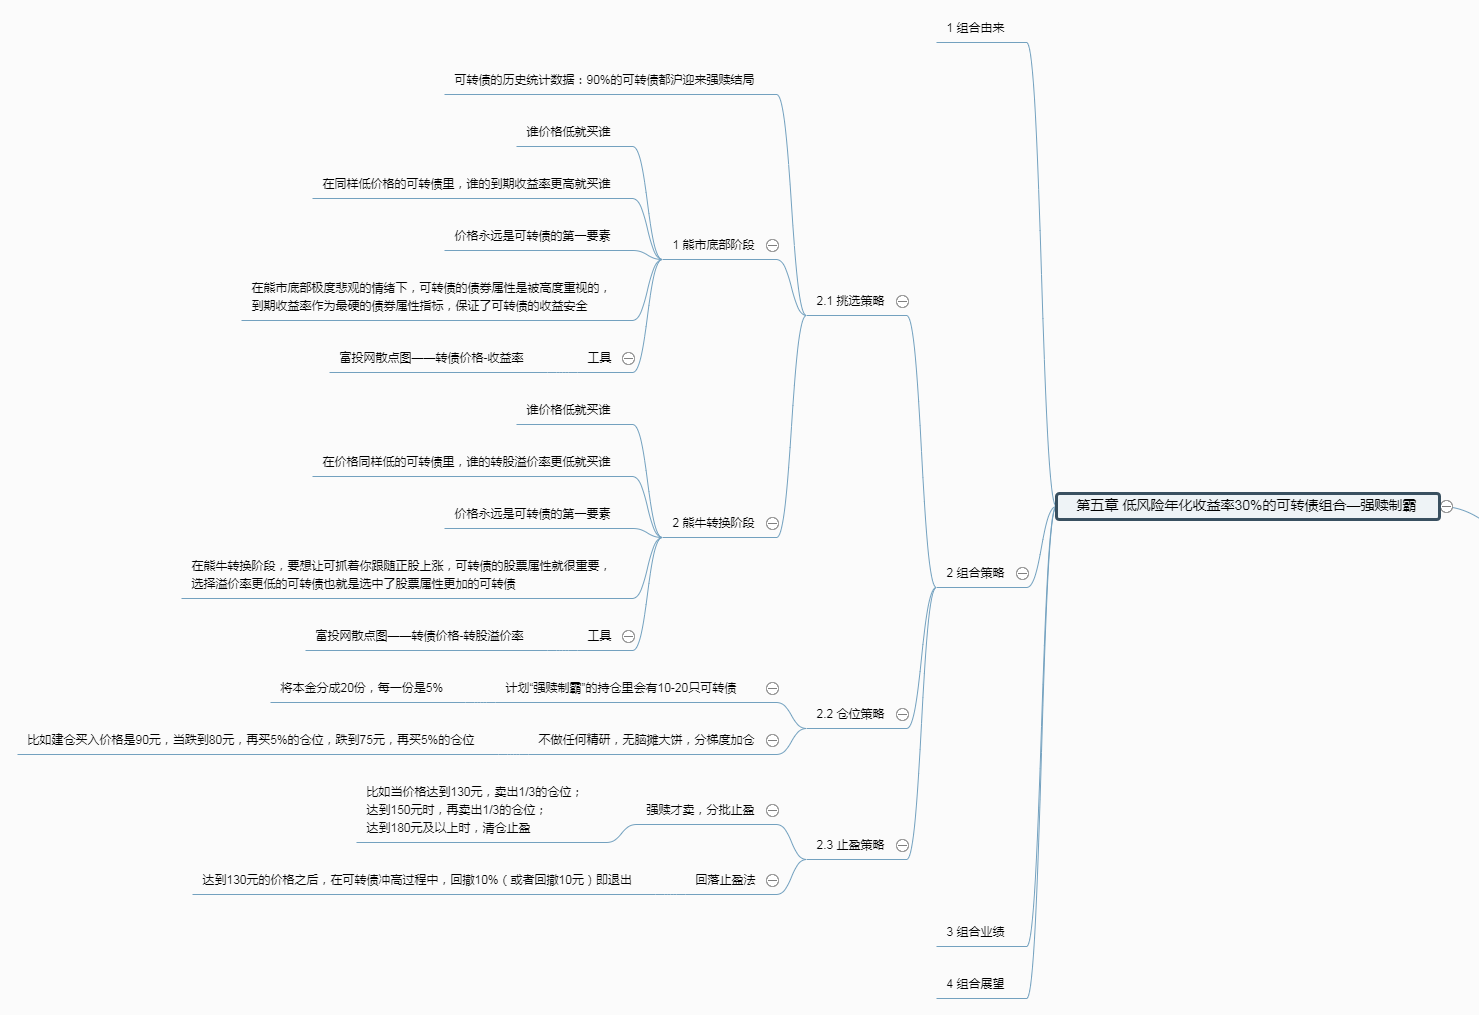 第五章 低风险年化收益率30%的可转债组合—强赎制霸
1 组合由来
2 组合策略
2.1 挑选策略
可转债的历史统计数据：90%的可转债都沪迎来强赎结局
1 熊市底部阶段
谁价格低就买谁
在同样低价格的可转债里，谁的到期收益率更高就买谁
价格永远是可转债的第一要素
在熊市底部极度悲观的情绪下，可转债的债券属性是被高度重视的，
到期收益率作为最硬的债券属性指标，保证了可转债的收益安全
工具
富投网散点图——转债价格-收益率
2 熊牛转换阶段
谁价格低就买谁
在价格同样低的可转债里，谁的转股溢价率更低就买谁
价格永远是可转债的第一要素
在熊牛转换阶段，要想让可抓着你跟随正股上涨，可转债的股票属性就很重要，
选择溢价率更低的可转债也就是选中了股票属性更加的可转债
工具
富投网散点图——转债价格-转股溢价率
2.2 仓位策略
计划“强赎制霸”的持仓里会有10-20只可转债
将本金分成20份，每一份是5%
不做任何精研，无脑摊大饼，分梯度加仓
比如建仓买入价格是90元，当跌到80元，再买5%的仓位，跌到75元，再买5%的仓位
2.3 止盈策略
强赎才卖，分批止盈
比如当价格达到130元，卖出1/3的仓位；
达到150元时，再卖出1/3的仓位；
达到180元及以上时，清仓止盈
回落止盈法
达到130元的价格之后，在可转债冲高过程中，回撤10%（或者回撤10元）即退出
3 组合业绩
4 组合展望